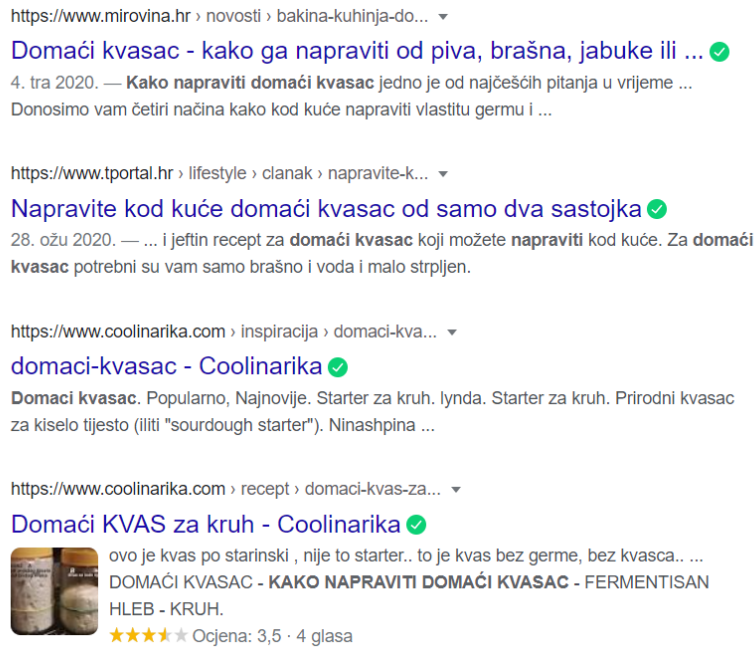 https://www.mirovina.hr › novosti › bakina-kuhinja-do...
Domaći kvasac - kako ga napraviti od piva, brašna, jabuke ili ...
4. tra 2020. — Kako napraviti domaći kvasac jedno je od najčešćih pitanja u vrijeme ...
Donosimo vam četiri načina kako kod kuće napraviti vlastitu germu i ...
https://www.tportal.hr › lifestyle › clanak › napravite-k...
Napravite kod kuće domaći kvasac od samo dva sastojka
28. ožu 2020. — ... i jeftin recept za domaći kvasac koji možete napraviti kod kuće. Za domaći
kvasac potrebni su vam samo brašno i voda i malo strpljen.
https://www.coolinarika.com › inspiracija › domaci-kva...
domaci-kvasac - Coolinarika
Domaci kvasac. Popularno, Najnovije. Starter za kruh. lynda. Starter za kruh. Prirodni kvasac
za kiselo tijesto (iliti "sourdough starter"). Ninashpina ...
https://www.coolinarika.com › recept › domaci-kvas-za...
Domaći KVAS za kruh - Coolinarika
ovo je kvas po starinski , nije to starter.. to je kvas bez germe, bez kvasca.. ...
DOMAĆI KVASAC - KAKO NAPRAVITI DOMAĆI KVASAC - FERMENTISAN
HLEB - KRUH.
Ocjena: 3,5 · 4 glasa